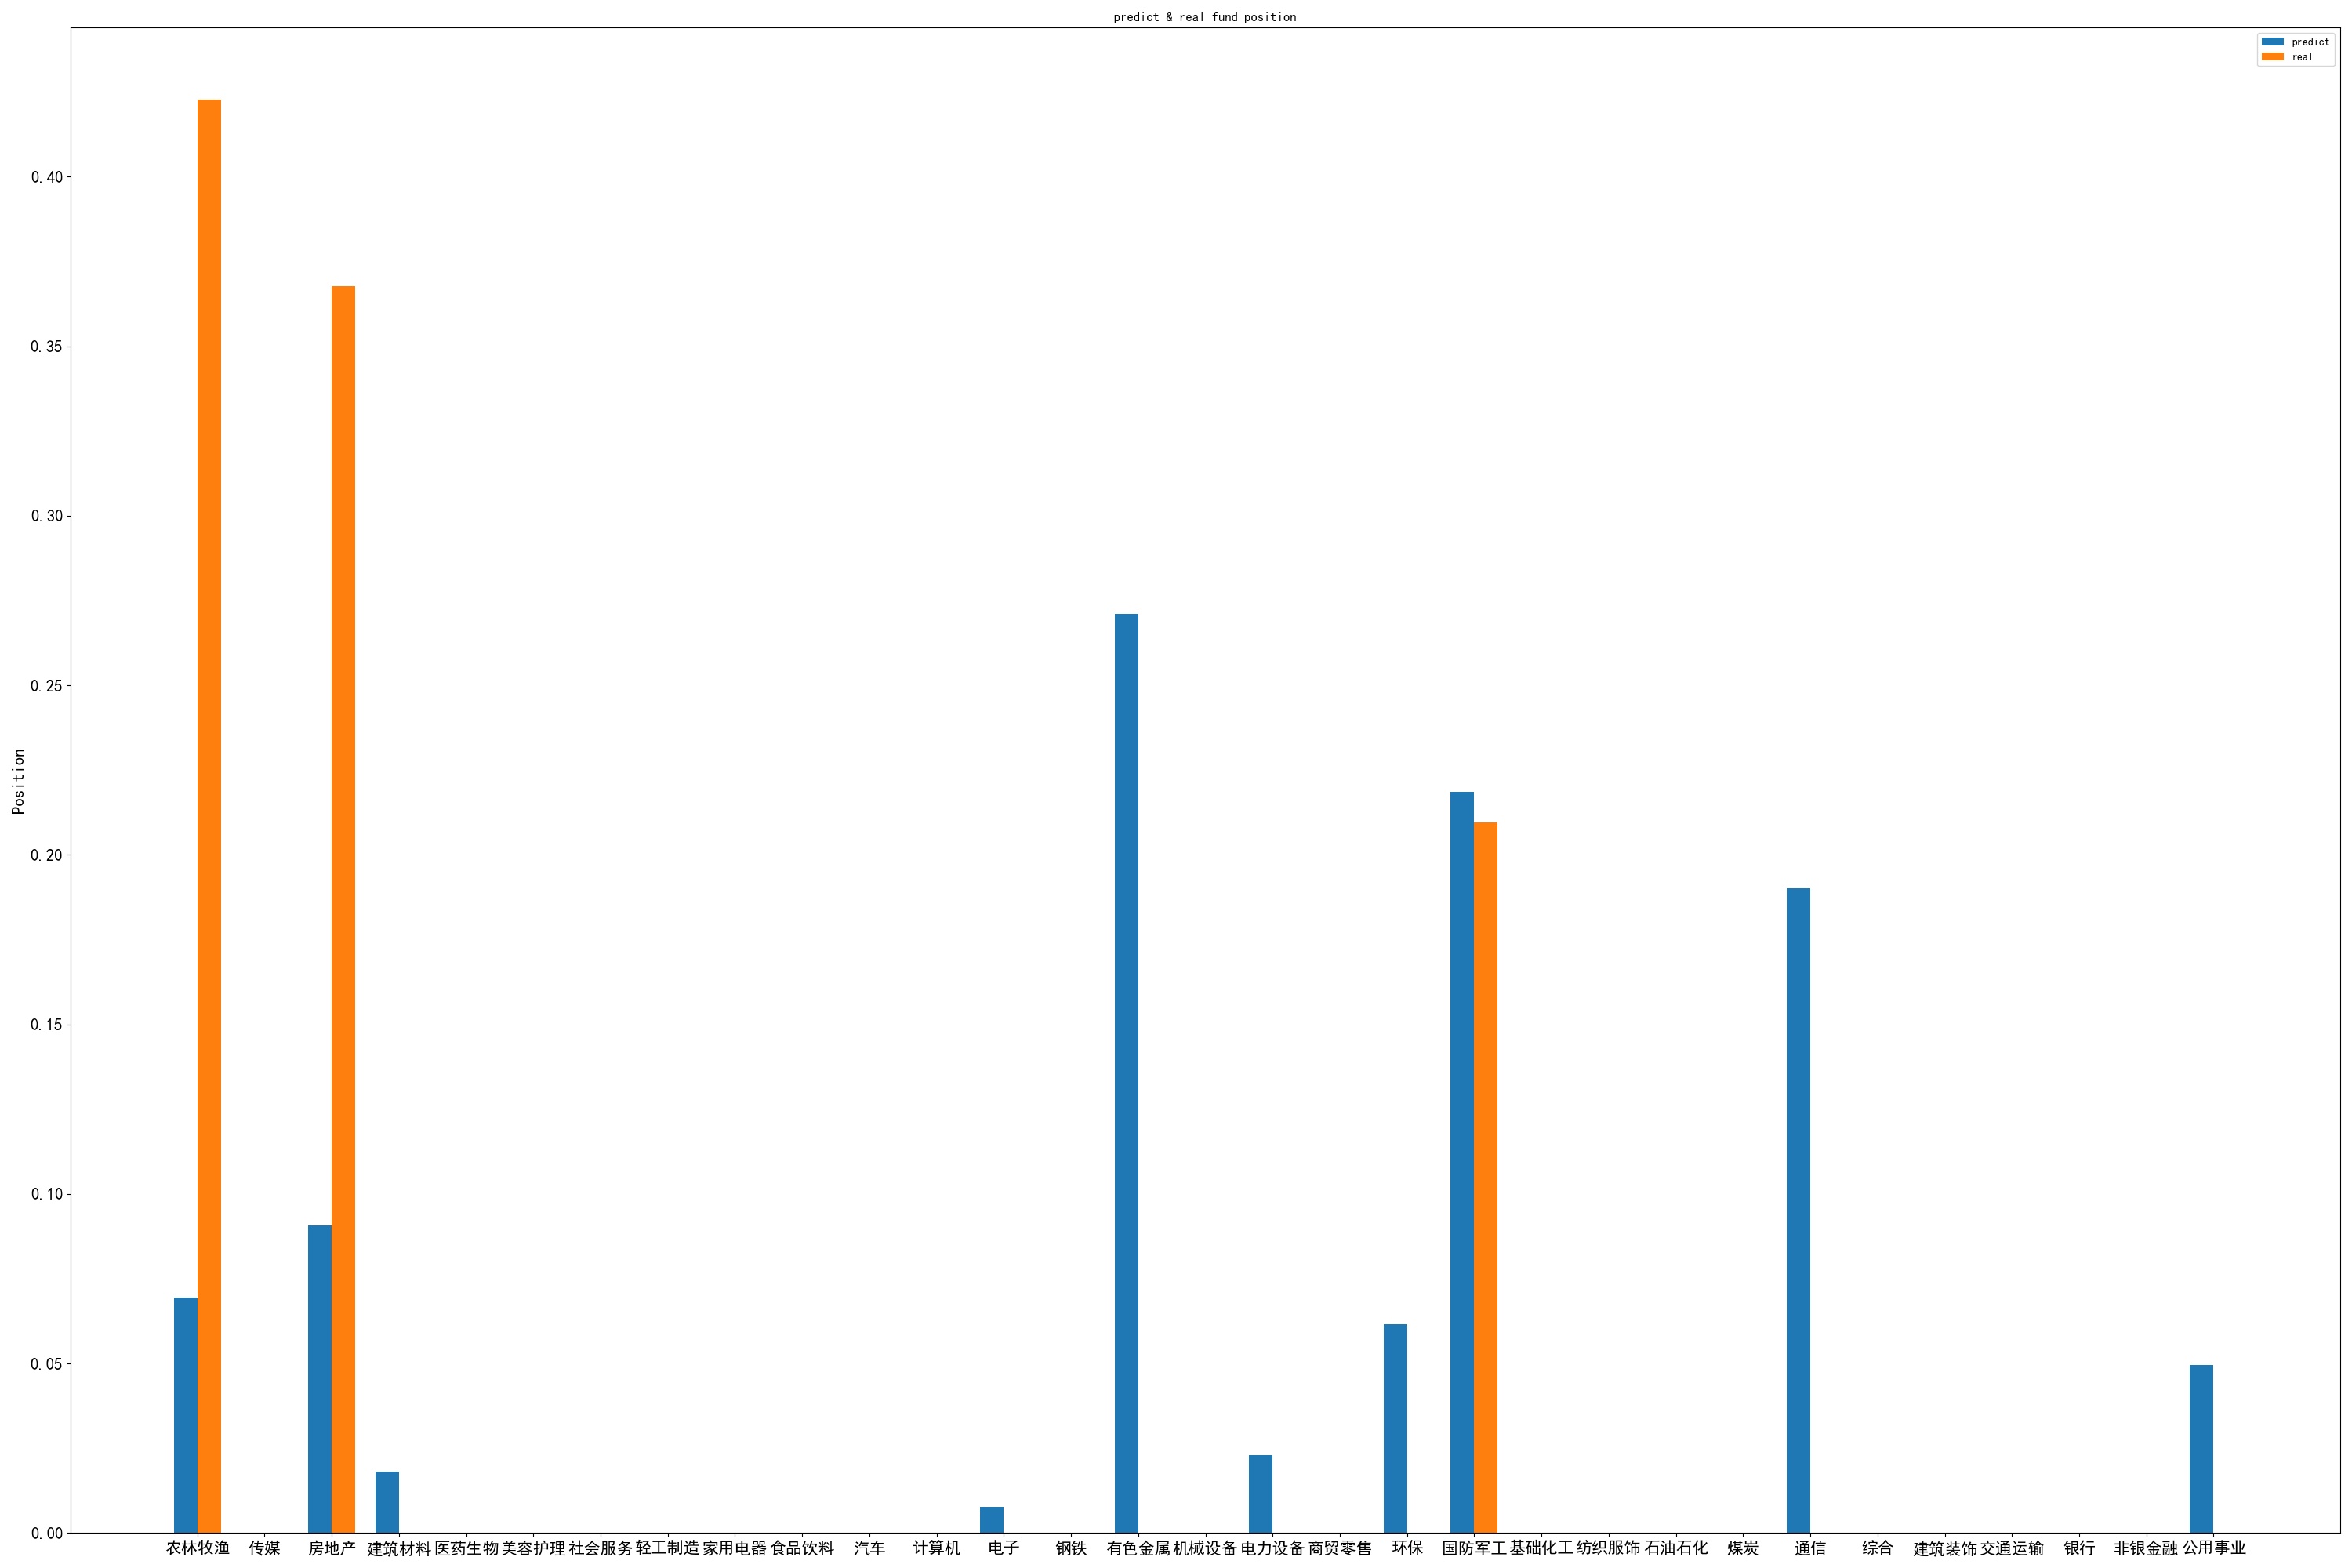 predict & real fund position
predict
real
0.40
0.35
0.30
0.25
0.20
0.15
0.10
0.05
0.00
Position
农林牧渔 传媒 房地产 建筑材料 医药生物 美容护理 社会服务 轻工制造 家用电器 食品饮料 汽车 计算机 电子 钢铁 有色金属 机械设备 电力设备 商贸零售 环保 国防军工 基础化工 纺织服饰 石油石化 煤炭 通信 综合 建筑装饰 交通运输 银行 非银金融 公用事业